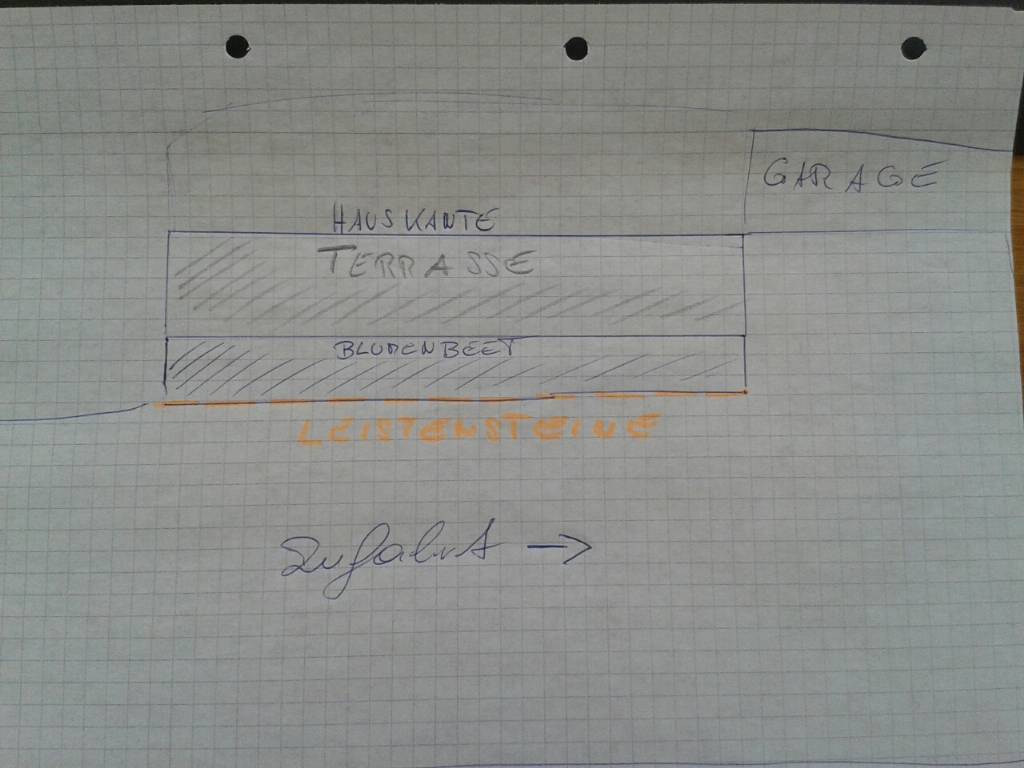 GARAGE
HAUSKANTE
TERRASSE
BLUMENBEET
LEISTENSTEINE
Zufahrt →